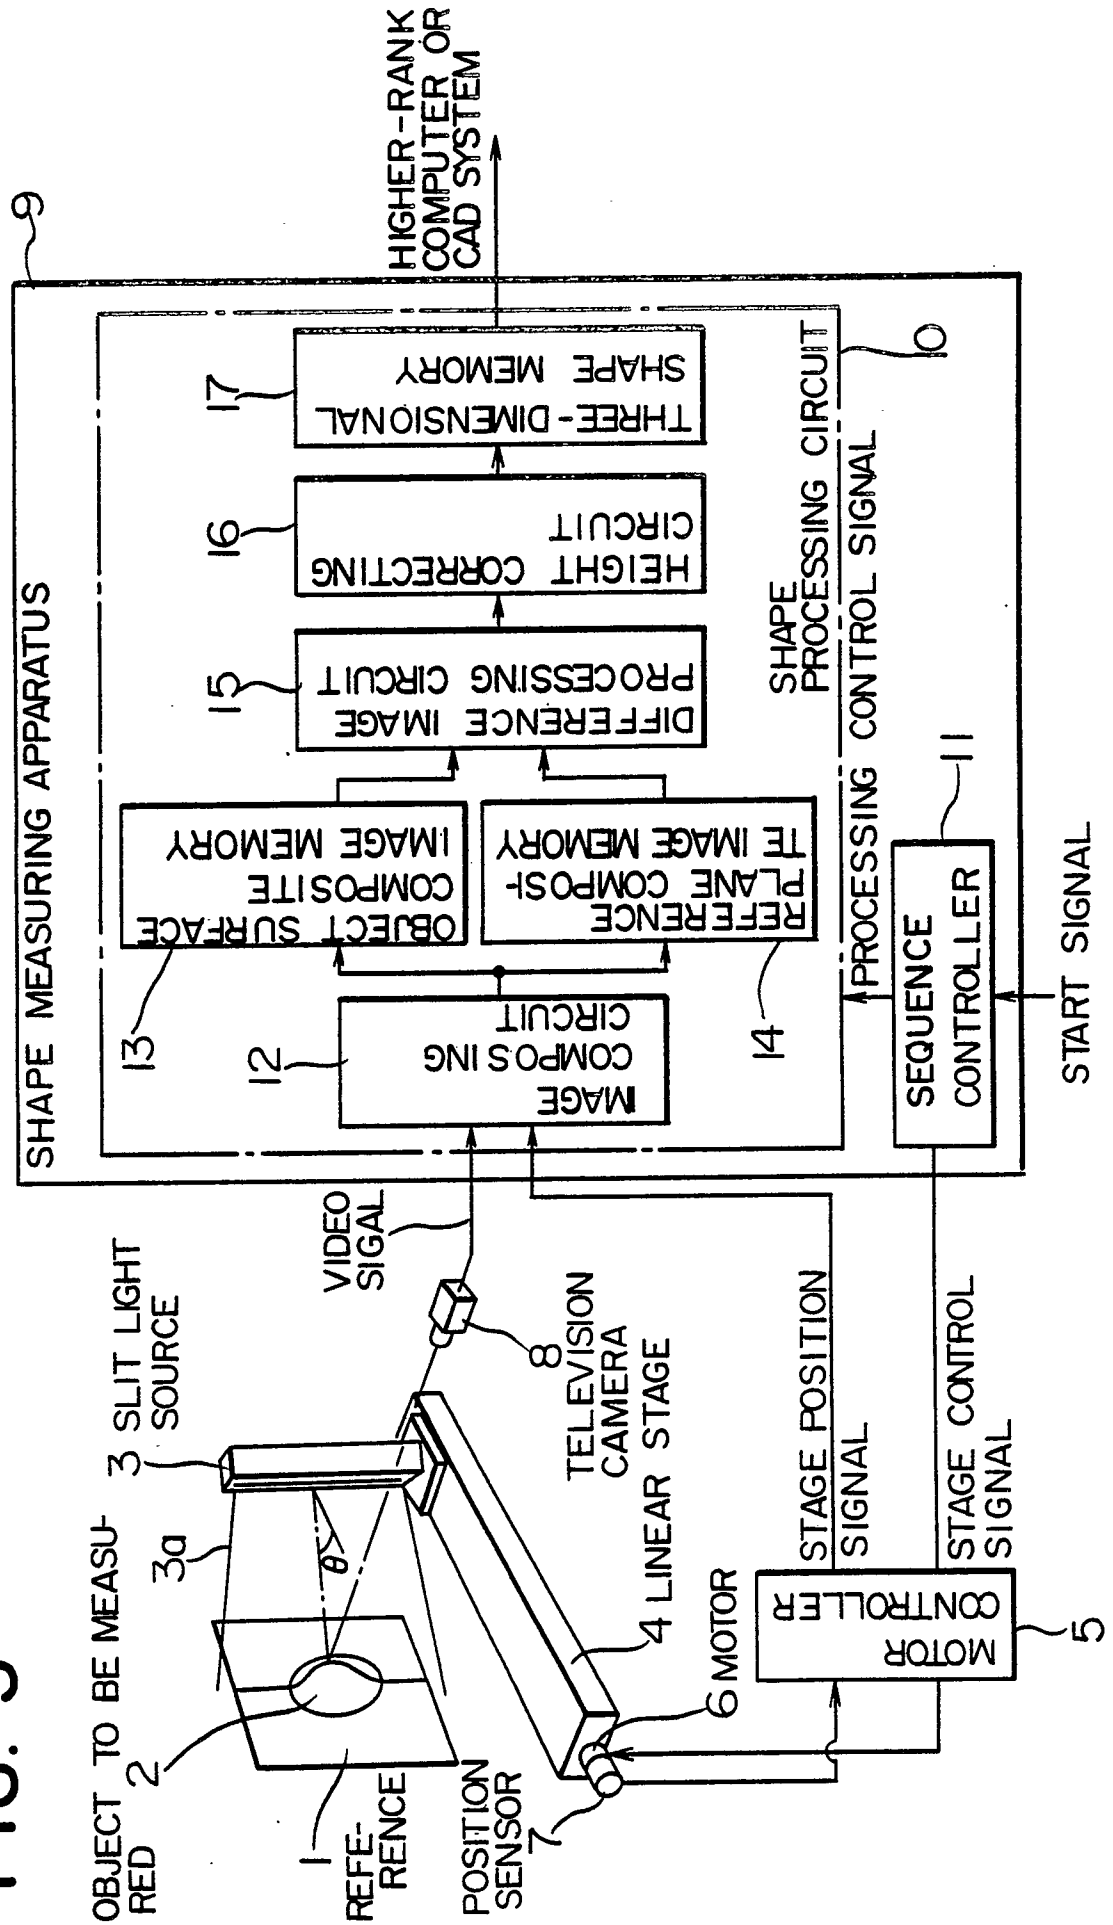 FIG. 3
OBJECT TO BE MEASU-
RED
2
1
REFE-
RENCE
POSITION
SENSOR
7
3a
θ
3 SLIT LIGHT
SOURCE
8
TELEVISION
CAMERA
4 LINEAR STAGE
6 MOTOR
VIDEO
SIGAL
STAGE POSITION
SIGNAL
STAGE CONTROL
SIGNAL
MOTOR
CONTROLLER
5
SHAPE MEASURING APPARATUS
9
12
IMAGE
COMPOSING
CIRCUIT
13
OBJECT SURFACE
COMPOSITE
IMAGE MEMORY
14
REFERENCE
PLANE COMPOSI-
TE IMAGE MEMORY
15
DIFFERENCE IMAGE
PROCESSING CIRCUIT
16
HEIGHT CORRECTING
CIRCUIT
17
THREE-DIMENSIONAL
SHAPE MEMORY
SHAPE
PROCESSING CIRCUIT
10
PROCESSING CONTROL SIGNAL
11
SEQUENCE
CONTROLLER
START SIGNAL
HIGHER-RANK
COMPUTER OR
CAD SYSTEM